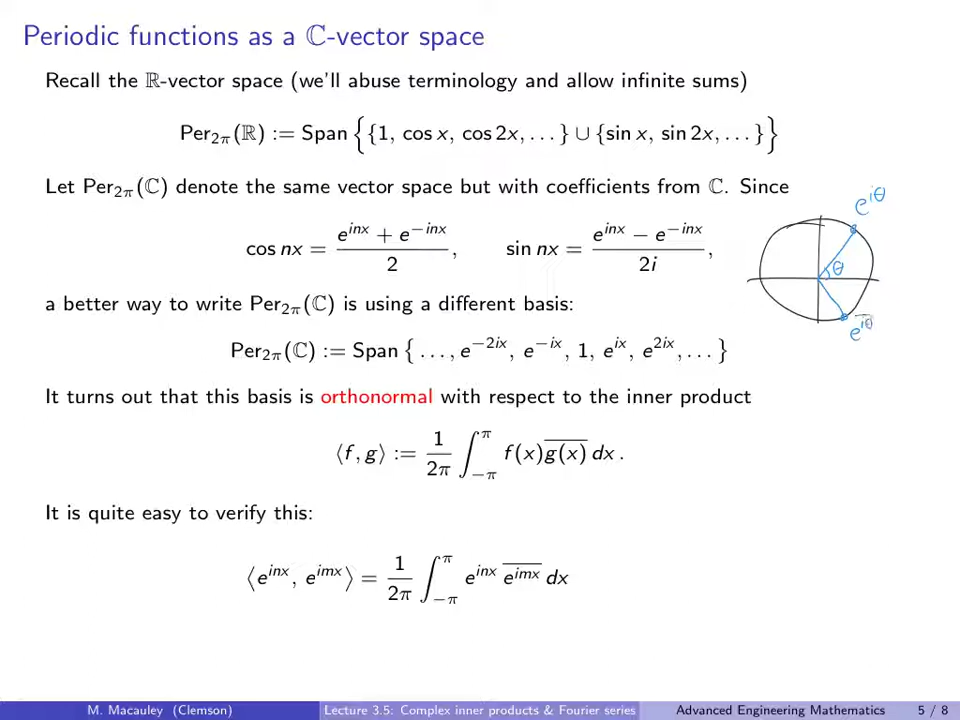 Periodic functions as a ℂ-vector space
Recall the ℝ-vector space (we'll abuse terminology and allow infinite sums)
Per₂π(ℝ) := Span { {1, cos x, cos 2x, . . . } ∪ {sin x, sin 2x, . . . } }
Let Per₂π(ℂ) denote the same vector space but with coefficients from ℂ. Since
e^{iθ}
cos nx = (e^{inx} + e^{−inx})/2 ,   sin nx = (e^{inx} − e^{−inx})/2i ,
θ
a better way to write Per₂π(ℂ) is using a different basis:
\overline{e^{iθ}}
Per₂π(ℂ) := Span { . . . , e^{−2ix}, e^{−ix}, 1, e^{ix}, e^{2ix}, . . . }
It turns out that this basis is orthonormal with respect to the inner product
⟨f, g⟩ := \frac{1}{2π} ∫_{−π}^{π} f(x)\overline{g(x)} dx .
It is quite easy to verify this:
⟨e^{inx}, e^{imx}⟩ = \frac{1}{2π} ∫_{−π}^{π} e^{inx} \overline{e^{imx}} dx
M. Macauley (Clemson)   Lecture 3.5: Complex inner products & Fourier series   Advanced Engineering Mathematics   5 / 8